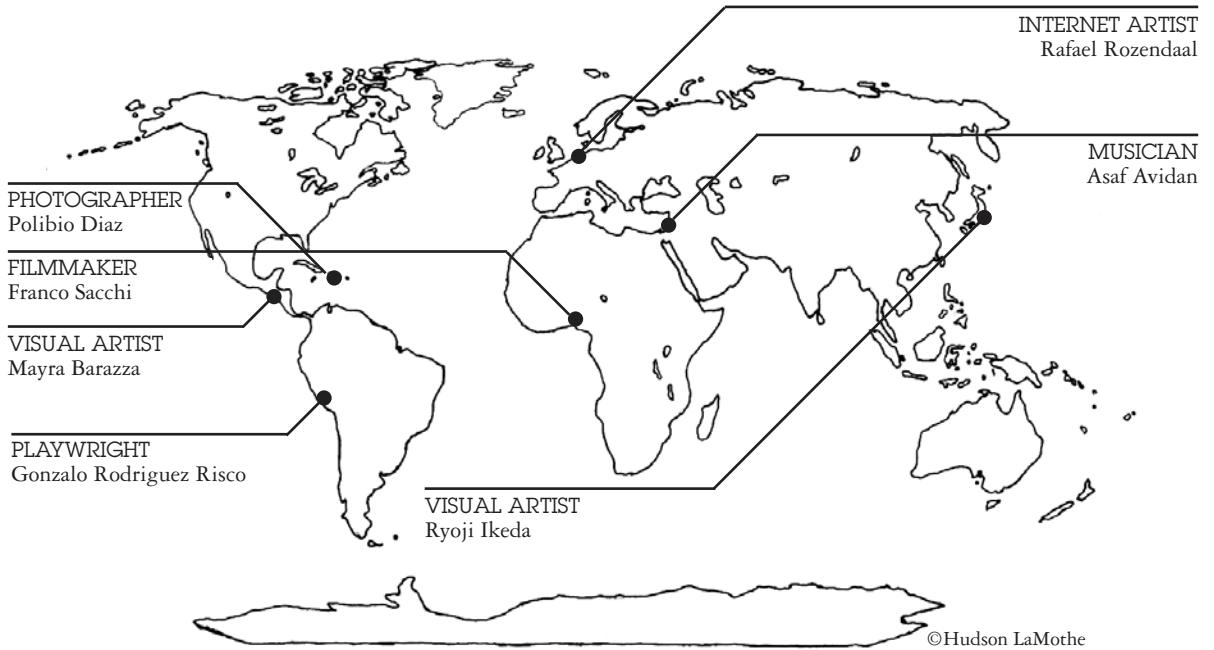 INTERNET ARTIST
Rafael Rozendaal
MUSICIAN
Asaf Avidan
PHOTOGRAPHER
Polibio Diaz
FILMMAKER
Franco Sacchi
VISUAL ARTIST
Mayra Barazza
PLAYWRIGHT
Gonzalo Rodriguez Risco
VISUAL ARTIST
Ryoji Ikeda
©Hudson LaMothe